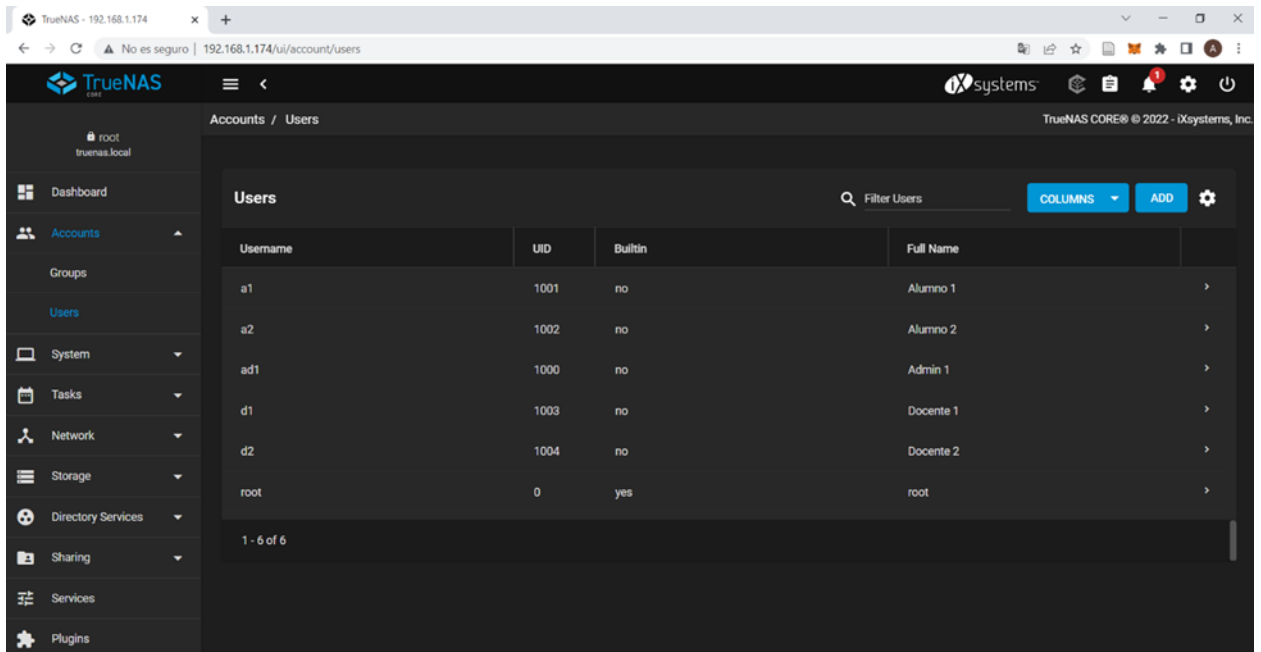 TrueNAS - 192.168.1.174
No es seguro | 192.168.1.174/ui/account/users
A
TrueNAS
CORE
iXsystems
1
root
truenas.local
Accounts / Users
TrueNAS CORE® © 2022 - iXsystems, Inc.
Dashboard
Accounts
Groups
Users
System
Tasks
Network
Storage
Directory Services
Sharing
Services
Plugins
Users
Filter Users
COLUMNS
ADD
Username UID Builtin Full Name
a1 1001 no Alumno 1
a2 1002 no Alumno 2
ad1 1000 no Admin 1
d1 1003 no Docente 1
d2 1004 no Docente 2
root 0 yes root
1 - 6 of 6